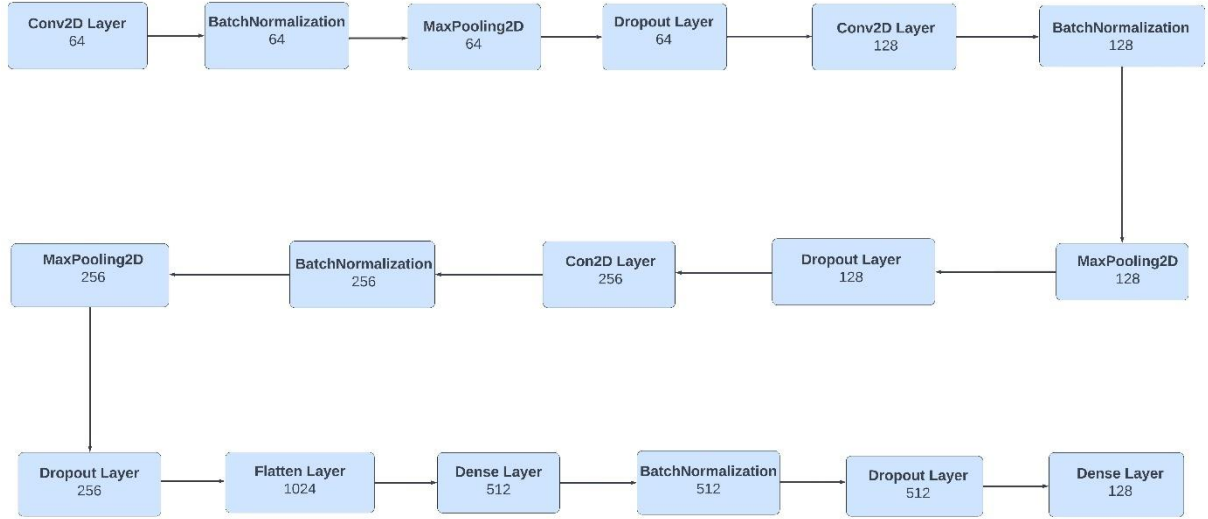 Conv2D Layer
64
BatchNormalization
64
MaxPooling2D
64
Dropout Layer
64
Conv2D Layer
128
BatchNormalization
128
MaxPooling2D
128
Dropout Layer
128
Con2D Layer
256
BatchNormalization
256
MaxPooling2D
256
Dropout Layer
256
Flatten Layer
1024
Dense Layer
512
BatchNormalization
512
Dropout Layer
512
Dense Layer
128